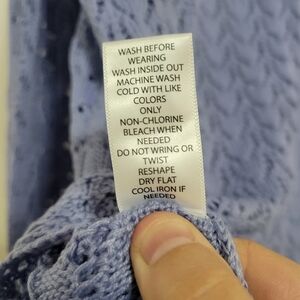 WASH BEFORE
WEARING
WASH INSIDE OUT
MACHINE WASH
COLD WITH LIKE
COLORS
ONLY
NON-CHLORINE
BLEACH WHEN
NEEDED
DO NOT WRING OR
TWIST
RESHAPE
DRY FLAT
COOL IRON IF
NEEDED